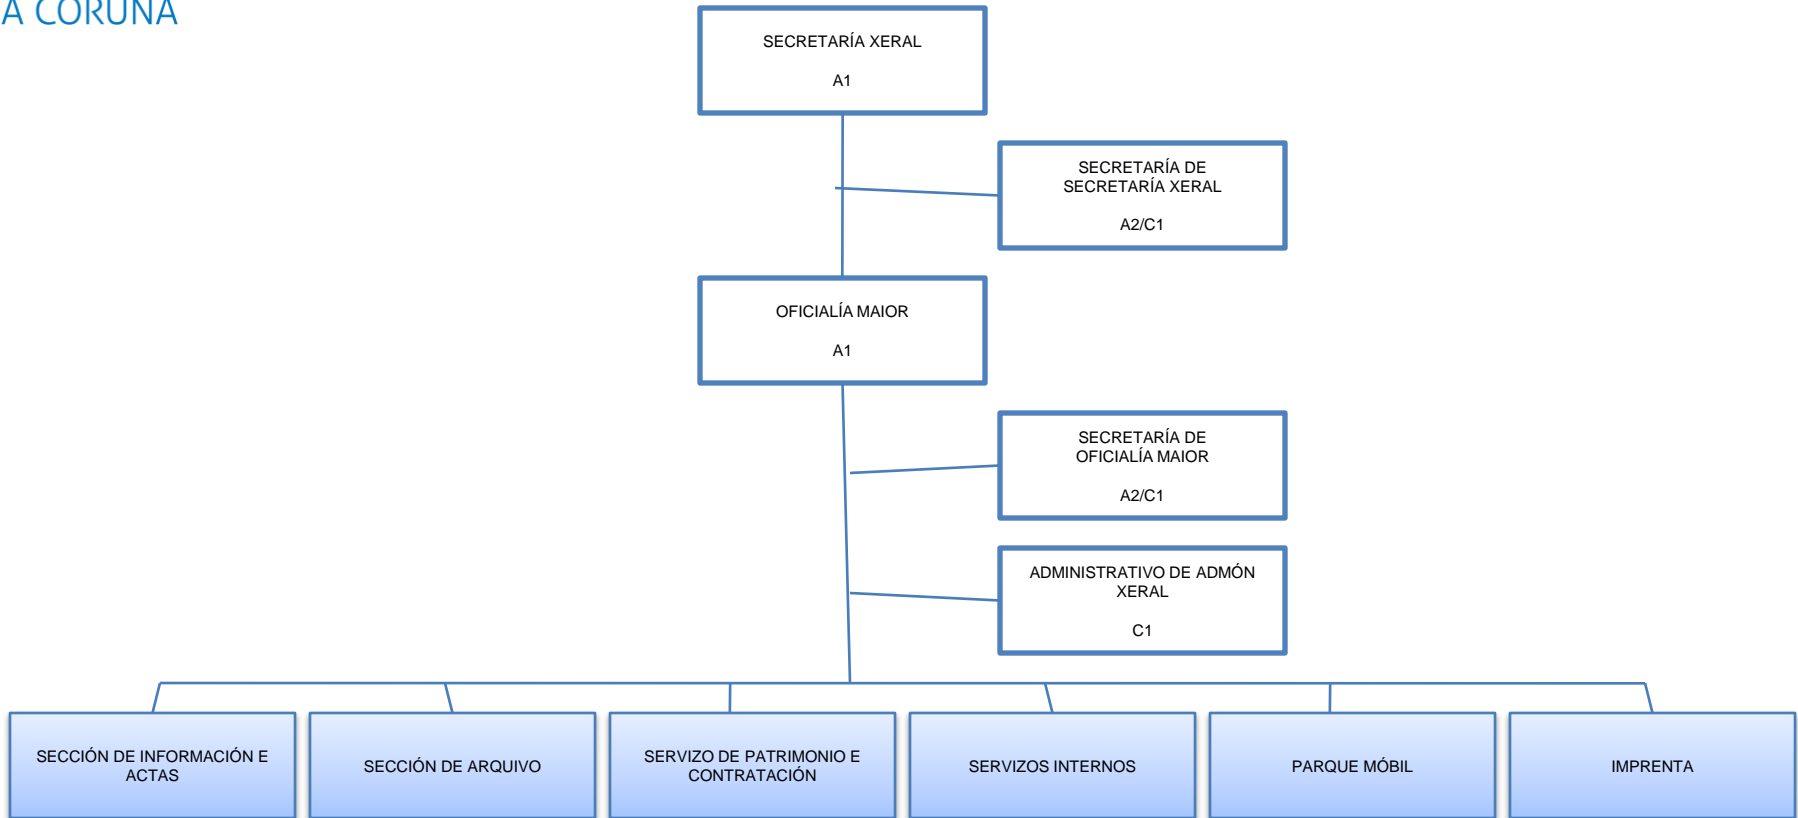 A CORUÑA
SECRETARÍA XERAL
A1
SECRETARÍA DE
SECRETARÍA XERAL
A2/C1
OFICIALÍA MAIOR
A1
SECRETARÍA DE
OFICIALÍA MAIOR
A2/C1
ADMINISTRATIVO DE ADMÓN
XERAL
C1
SECCIÓN DE INFORMACIÓN E
ACTAS
SECCIÓN DE ARQUIVO
SERVIZO DE PATRIMONIO E
CONTRATACIÓN
SERVIZOS INTERNOS
PARQUE MÓBIL
IMPRENTA